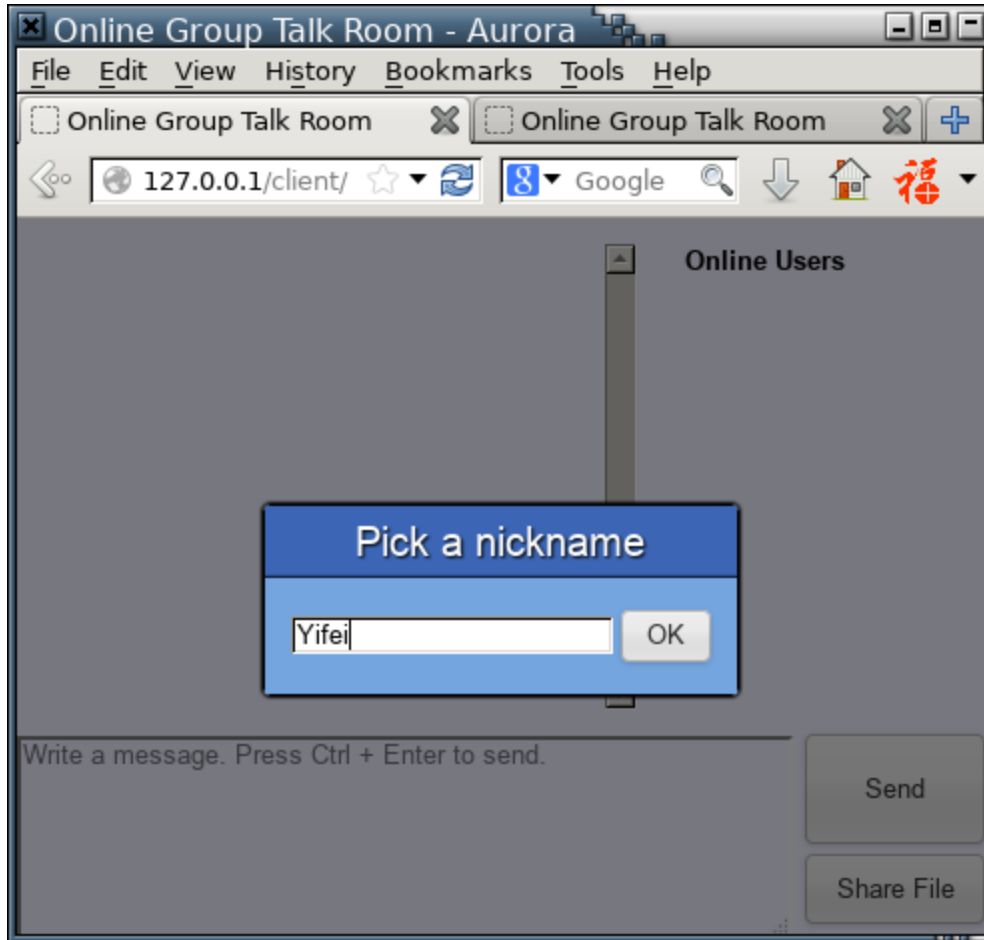 Online Group Talk Room - Aurora
File Edit View History Bookmarks Tools Help
Online Group Talk Room Online Group Talk Room
127.0.0.1/client/ 8 Google 福
Online Users
Pick a nickname
Yifei OK
Write a message. Press Ctrl + Enter to send.
Send
Share File